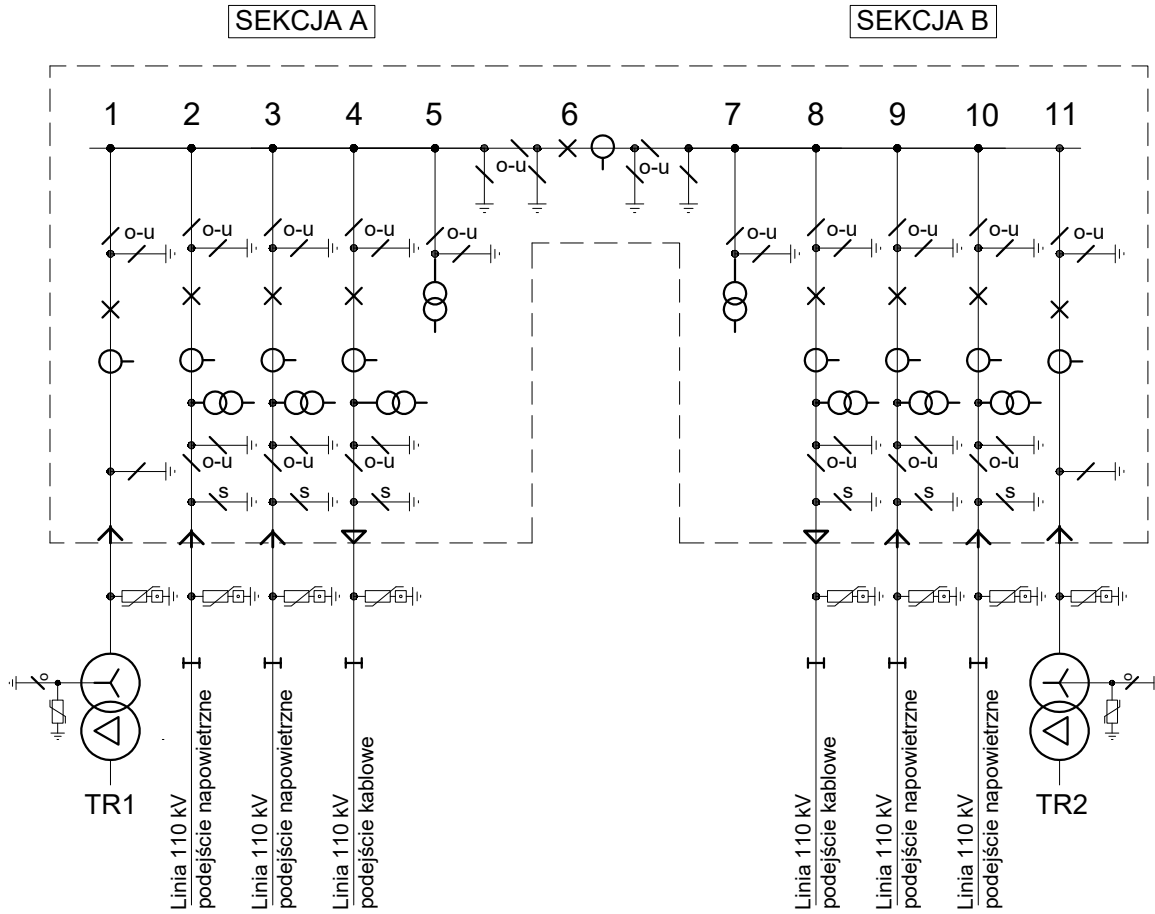 SEKCJA A
SEKCJA B
1 2 3 4 5 6 7 8 9 10 11
o-u o-u
o-u o-u o-u o-u o-u o-u o-u o-u o-u o-u
o-u o-u o-u o-u o-u o-u
s s s s s s
o o
TR1
TR2
Linia 110 kV
podejście napowietrzne
Linia 110 kV
podejście napowietrzne
Linia 110 kV
podejście kablowe
Linia 110 kV
podejście kablowe
Linia 110 kV
podejście napowietrzne
Linia 110 kV
podejście napowietrzne